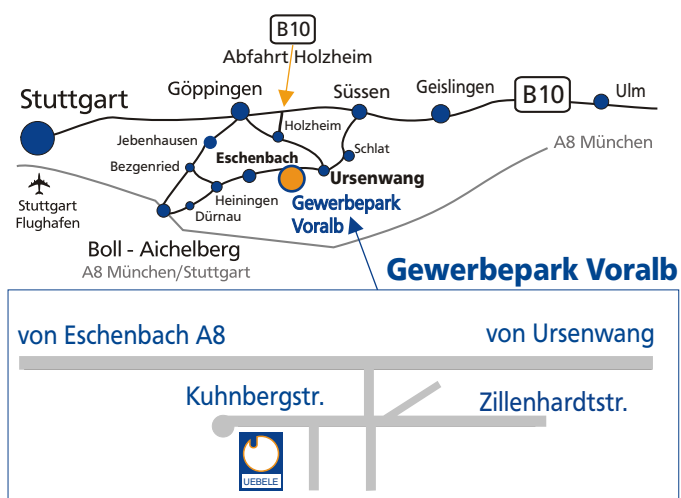 B10
Abfahrt Holzheim
Göppingen
Süssen
Geislingen
B10
Ulm
Stuttgart
Holzheim
Jebenhausen
A8 München
Schlat
Eschenbach
Bezgenried
Ursenwang
Stuttgart
Flughafen
Heiningen
Gewerbepark
Voralb
Dürnau
Boll - Aichelberg
A8 München/Stuttgart
Gewerbepark Voralb
von Eschenbach A8
von Ursenwang
Kuhnbergstr.
Zillenhardtstr.
UEBELE